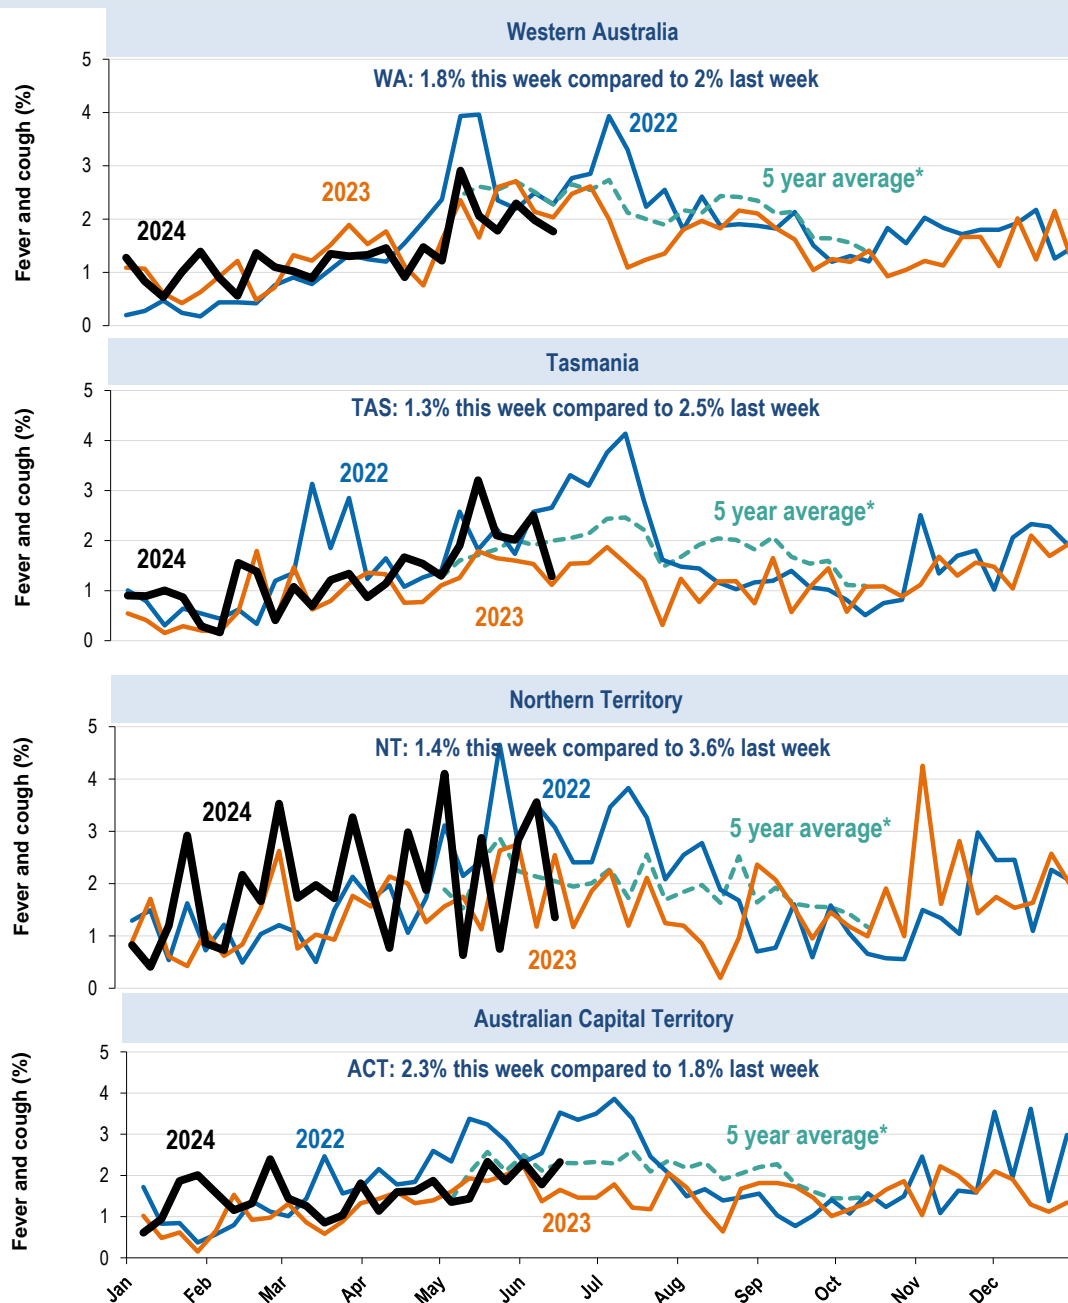 Western Australia
Fever and cough (%)
5
4
3
2
1
0
WA: 1.8% this week compared to 2% last week
2022
2023
2024
5 year average*
Tasmania
Fever and cough (%)
5
4
3
2
1
0
TAS: 1.3% this week compared to 2.5% last week
2022
2024
5 year average*
2023
Northern Territory
Fever and cough (%)
5
4
3
2
1
0
NT: 1.4% this week compared to 3.6% last week
2022
2024
5 year average*
2023
Australian Capital Territory
Fever and cough (%)
5
4
3
2
1
0
ACT: 2.3% this week compared to 1.8% last week
2024
2022
5 year average*
2023
Jan
Feb
Mar
Apr
May
Jun
Jul
Aug
Sep
Oct
Nov
Dec